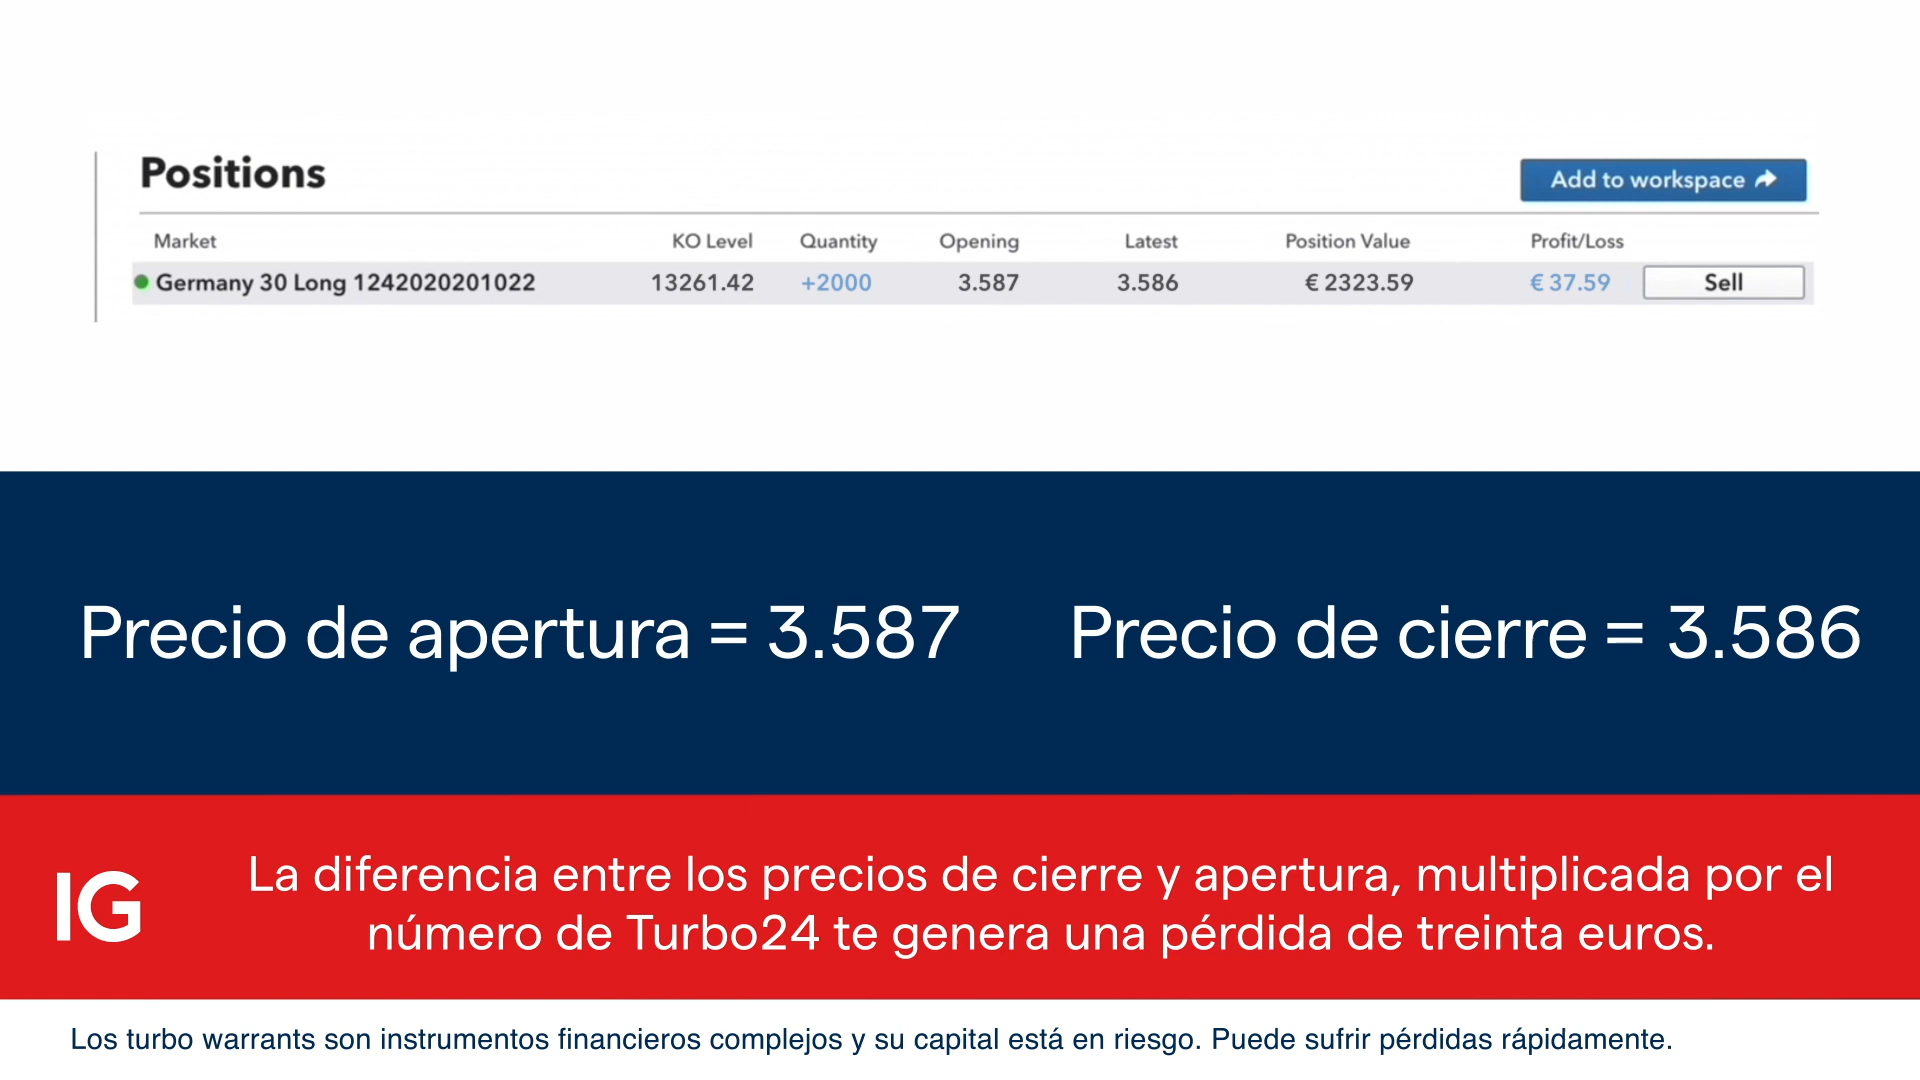 Positions
Add to workspace
Market KO Level Quantity Opening Latest Position Value Profit/Loss
Germany 30 Long 1242020201022 13261.42 +2000 3.587 3.586 € 2323.59 € 37.59 Sell
Precio de apertura = 3.587 Precio de cierre = 3.586
IG
La diferencia entre los precios de cierre y apertura, multiplicada por el
número de Turbo24 te genera una pérdida de treinta euros.
Los turbo warrants son instrumentos financieros complejos y su capital está en riesgo. Puede sufrir pérdidas rápidamente.